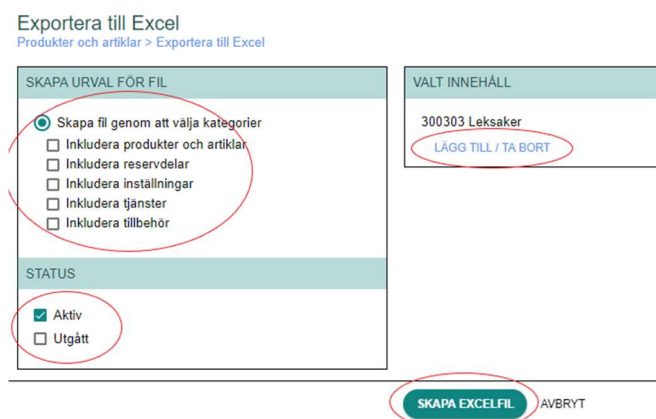 Exportera till Excel
Produkter och artiklar > Exportera till Excel
SKAPA URVAL FÖR FIL
Skapa fil genom att välja kategorier
Inkludera produkter och artiklar
Inkludera reservdelar
Inkludera inställningar
Inkludera tjänster
Inkludera tillbehör
STATUS
Aktiv
Utgått
VALT INNEHÅLL
300303 Leksaker
LÄGG TILL / TA BORT
SKAPA EXCELFIL
AVBRYT